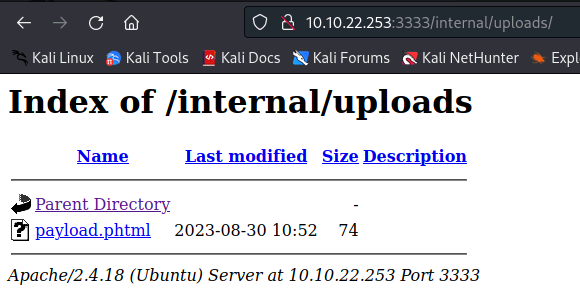 10.10.22.253:3333/internal/uploads/
Kali Linux Kali Tools Kali Docs Kali Forums Kali NetHunter Expl
Index of /internal/uploads
Name Last modified Size Description
Parent Directory -
payload.phtml 2023-08-30 10:52 74
Apache/2.4.18 (Ubuntu) Server at 10.10.22.253 Port 3333